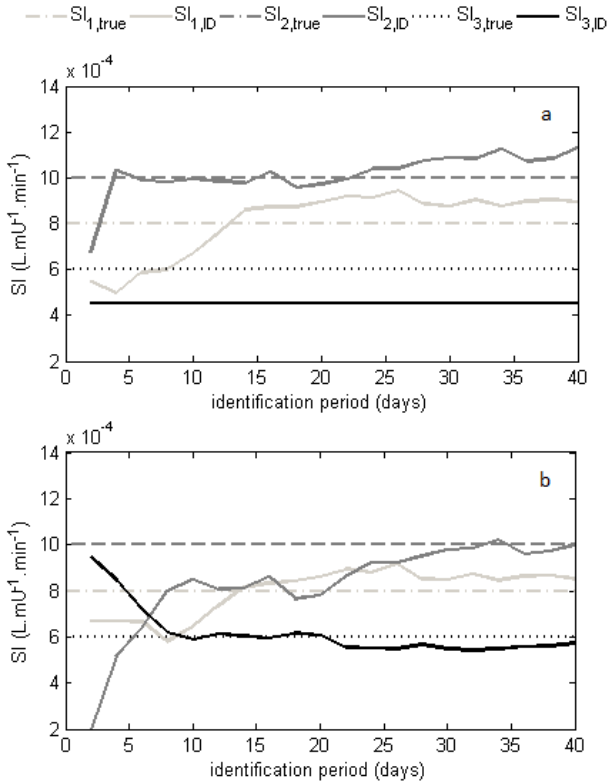 SI1,true SI1,ID SI2,true SI2,ID SI3,true SI3,ID
x 10-4
a
14
12
10
8
6
4
2
SI (L.mU-1.min-1)
0 5 10 15 20 25 30 35 40
identification period (days)
x 10-4
b
14
12
10
8
6
4
2
SI (L.mU-1.min-1)
0 5 10 15 20 25 30 35 40
identification period (days)